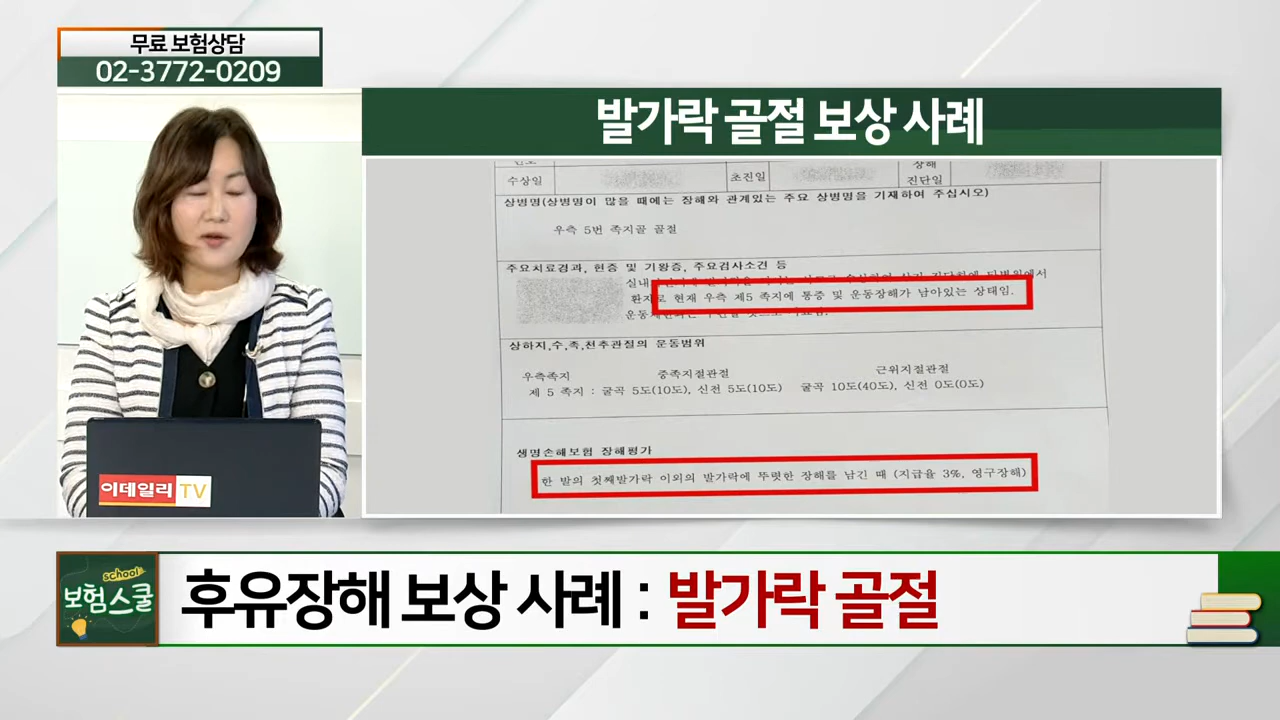 무료 보험상담
02-3772-0209
발가락 골절 보상 사례
수상일
초진일
상해
진단일
상병명(상병명이 많을 때에는 장해와 관계있는 주요 상병명을 기재하여 주십시오)
우측 5번 족지골 골절
주요치료경과, 현증 및 기왕증, 주요검사소견 등
환자로 현재 우측 제5 족지에 통증 및 운동장해가 남아있는 상태임.
상하지,수,족,척추관절의 운동범위
우측족지 중족지절관절 근위지절관절
제 5 족지 : 굴곡 5도(10도), 신전 5도(10도) 굴곡 10도(40도), 신전 0도(0도)
생명손해보험 장해평가
한 발의 첫째발가락 이외의 발가락에 뚜렷한 장해를 남긴 때 (지급율 3%, 영구장해)
이데일리 TV
school
보험스쿨
후유장해 보상 사례 : 발가락 골절